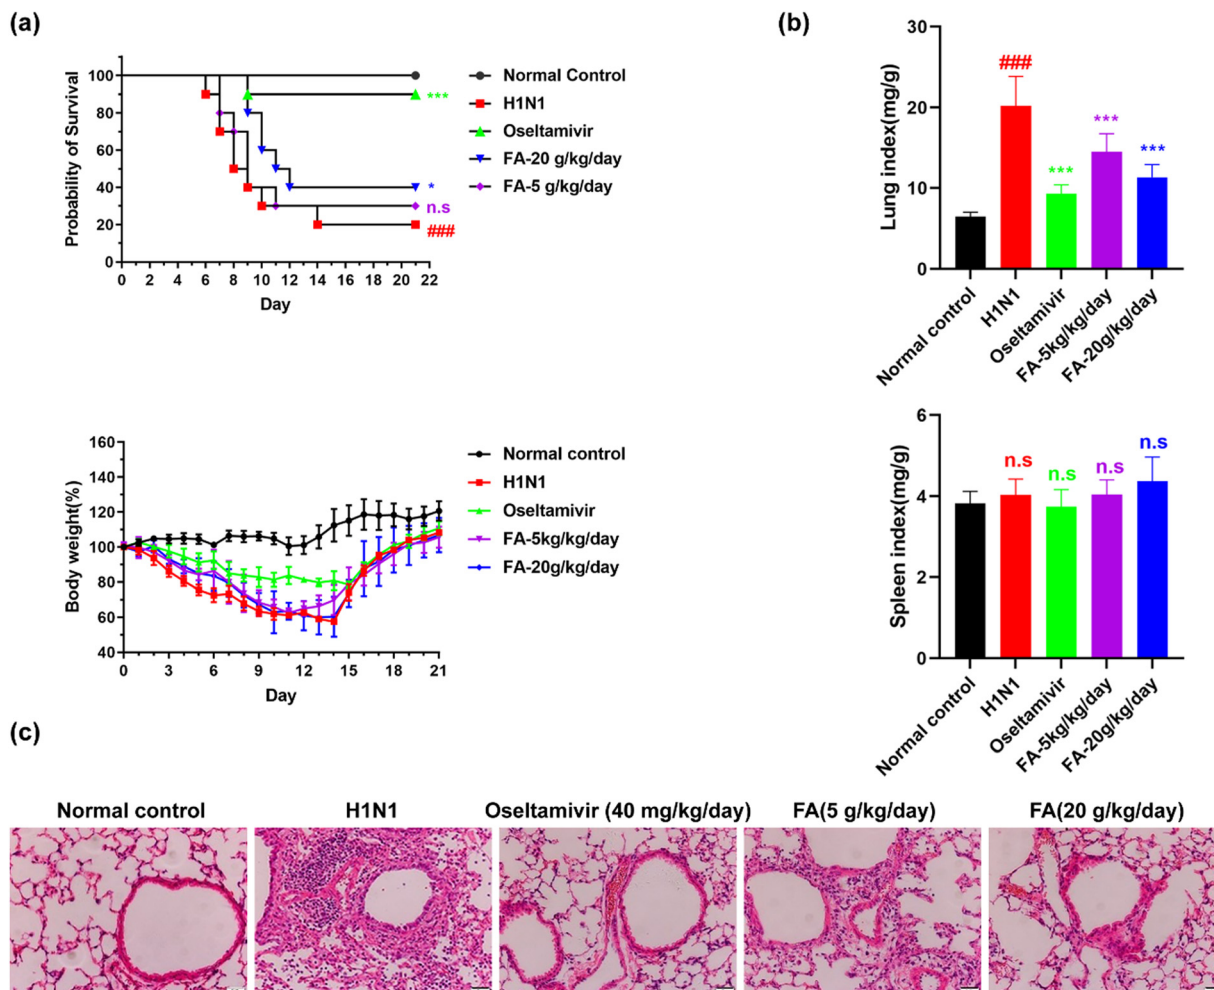 (a)
Probability of Survival
100
80
60
40
20
0
0 2 4 6 8 10 12 14 16 18 20 22
Day
***
*
n.s
###
Normal Control
H1N1
Oseltamivir
FA-20 g/kg/day
FA-5 g/kg/day
Body weight(%)
160
140
120
100
80
60
40
0 3 6 9 12 15 18 21
Day
Normal control
H1N1
Oseltamivir
FA-5kg/kg/day
FA-20g/kg/day
(b)
Lung index(mg/g)
30
20
10
0
###
***
***
***
Normal control
H1N1
Oseltamivir
FA-5kg/kg/day
FA-20g/kg/day
Spleen index(mg/g)
6
4
2
0
n.s
n.s
n.s
n.s
Normal control
H1N1
Oseltamivir
FA-5kg/kg/day
FA-20g/kg/day
(c)
Normal control
H1N1
Oseltamivir (40 mg/kg/day)
FA(5 g/kg/day)
FA(20 g/kg/day)